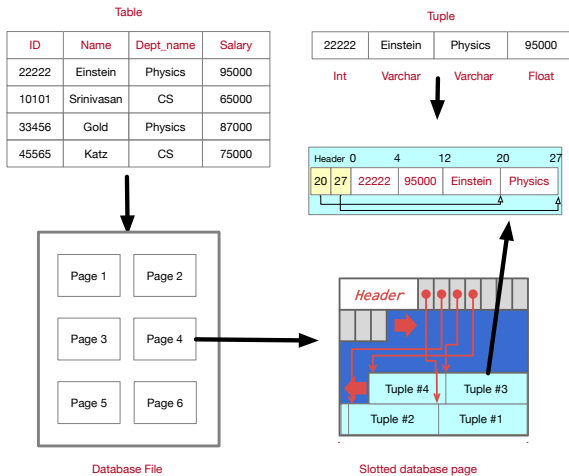 Table
ID Name Dept_name Salary
22222 Einstein Physics 95000
10101 Srinivasan CS 65000
33456 Gold Physics 87000
45565 Katz CS 75000
Tuple
22222 Einstein Physics 95000
Int Varchar Varchar Float
Header 0 4 12 20 27
20 27 22222 95000 Einstein Physics
Page 1 Page 2
Page 3 Page 4
Page 5 Page 6
Database File
Header
Tuple #4 Tuple #3
Tuple #2 Tuple #1
Slotted database page